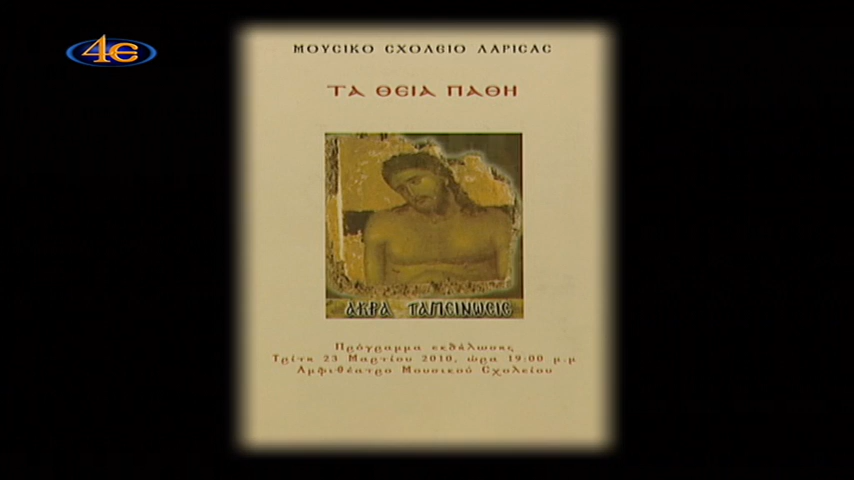 4Ε
ΜΟΥΣΙΚΟ ΣΧΟΛΕΙΟ ΛΑΡΙΣΑΣ
ΤΑ ΘΕΙΑ ΠΑΘΗ
ΑΚΡΑ ΤΑΠΕΙΝΩΣΙΣ
Πρόγραμμα εκδήλωσης
Τρίτη 23 Μαρτίου 2010, ώρα 19:00 μ.μ
Αμφιθέατρο Μουσικού Σχολείου